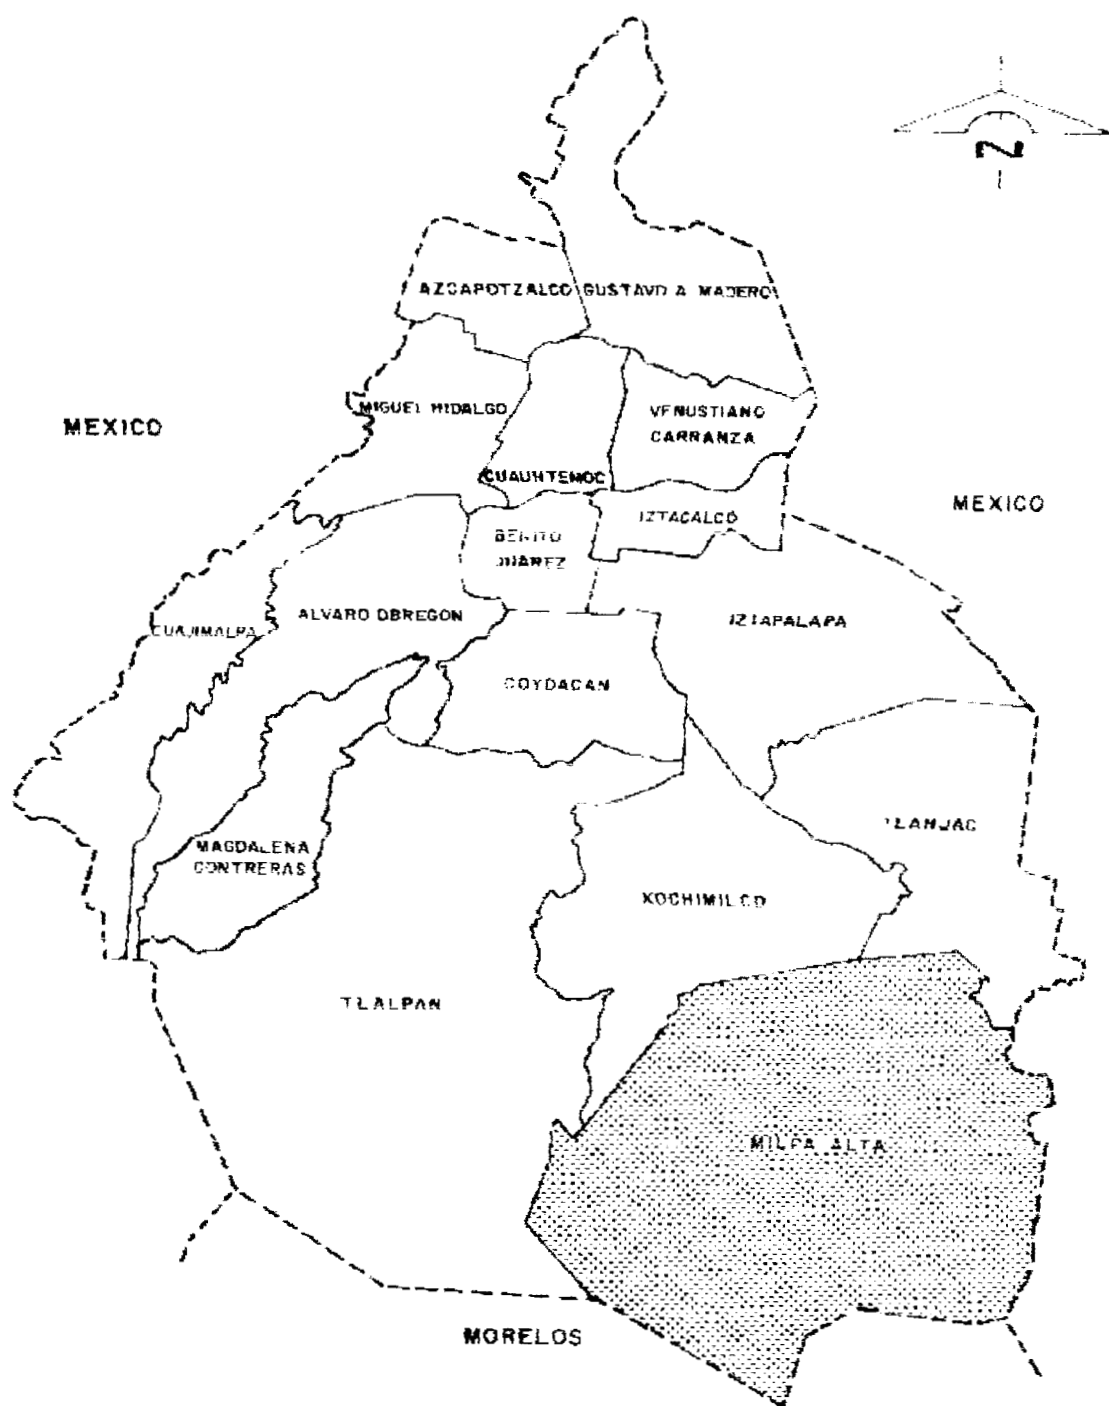 N
AZCAPOTZALCO
GUSTAVO A MADERO
MIGUEL HIDALGO
VENUSTIANO
CARRANZA
MEXICO
CUAUHTEMOC
MEXICO
IZTACALCO
BENITO
JUAREZ
ALVARO OBREGON
IZTAPALAPA
CUAJIMALPA
COYOACAN
TLAHUAC
MAGDALENA
CONTRERAS
XOCHIMILCO
TLALPAN
MILPA ALTA
MORELOS